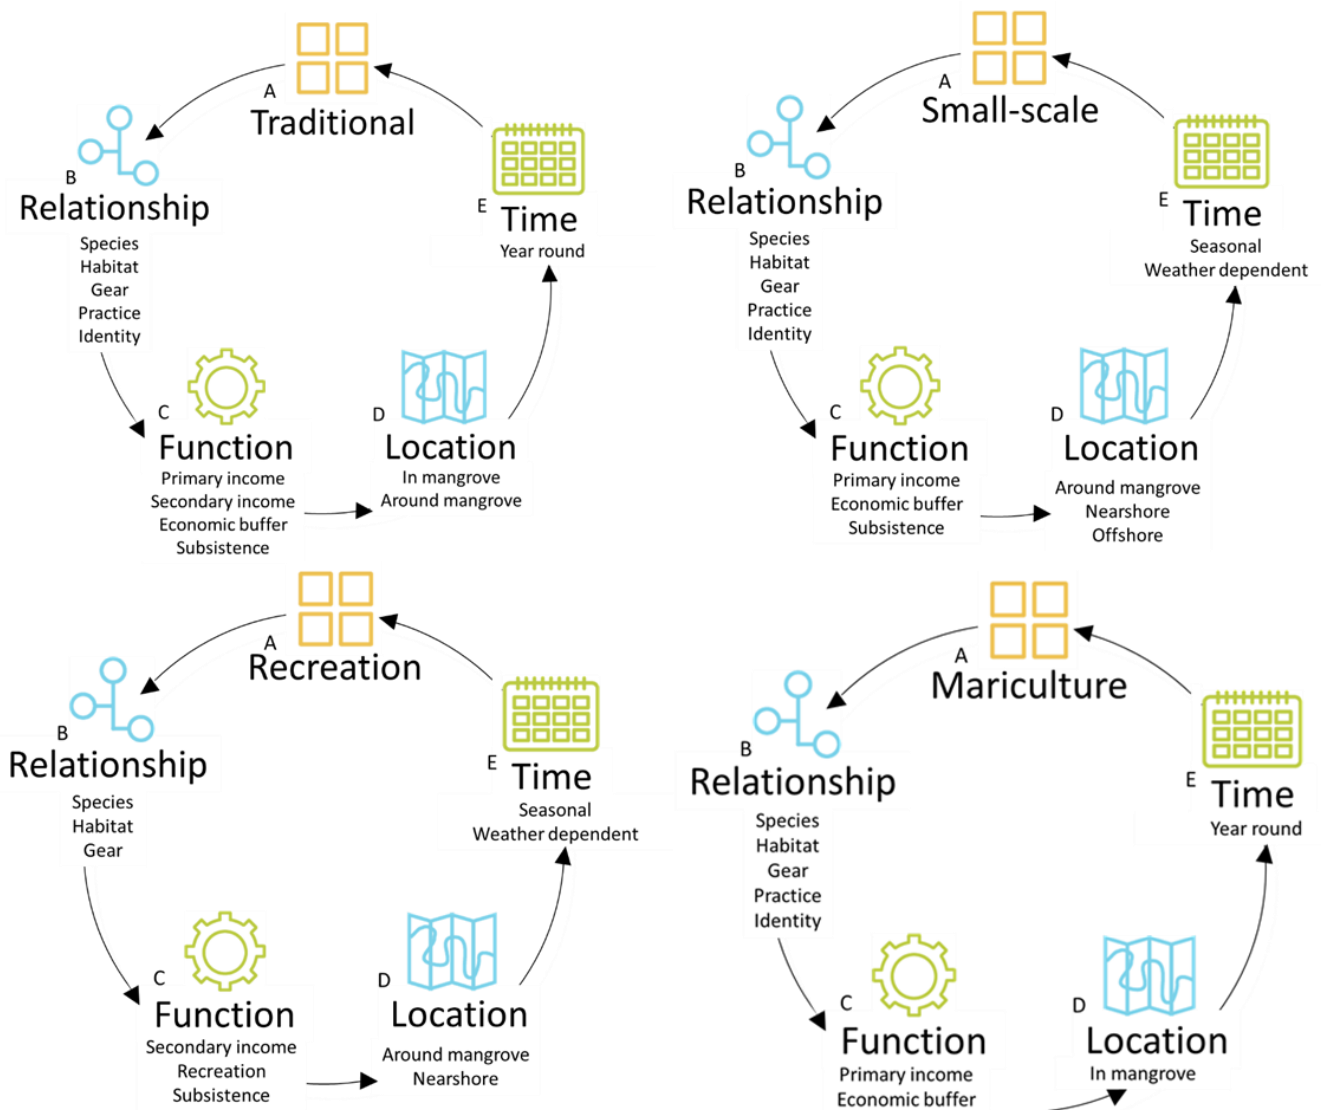 A
Traditional
B
Relationship
Species
Habitat
Gear
Practice
Identity
C
Function
Primary income
Secondary income
Economic buffer
Subsistence
D
Location
In mangrove
Around mangrove
E
Time
Year round
A
Small-scale
B
Relationship
Species
Habitat
Gear
Practice
Identity
C
Function
Primary income
Economic buffer
Subsistence
D
Location
Around mangrove
Nearshore
Offshore
E
Time
Seasonal
Weather dependent
A
Recreation
B
Relationship
Species
Habitat
Gear
C
Function
Secondary income
Recreation
Subsistence
D
Location
Around mangrove
Nearshore
E
Time
Seasonal
Weather dependent
A
Mariculture
B
Relationship
Species
Habitat
Gear
Practice
Identity
C
Function
Primary income
Economic buffer
D
Location
In mangrove
E
Time
Year round